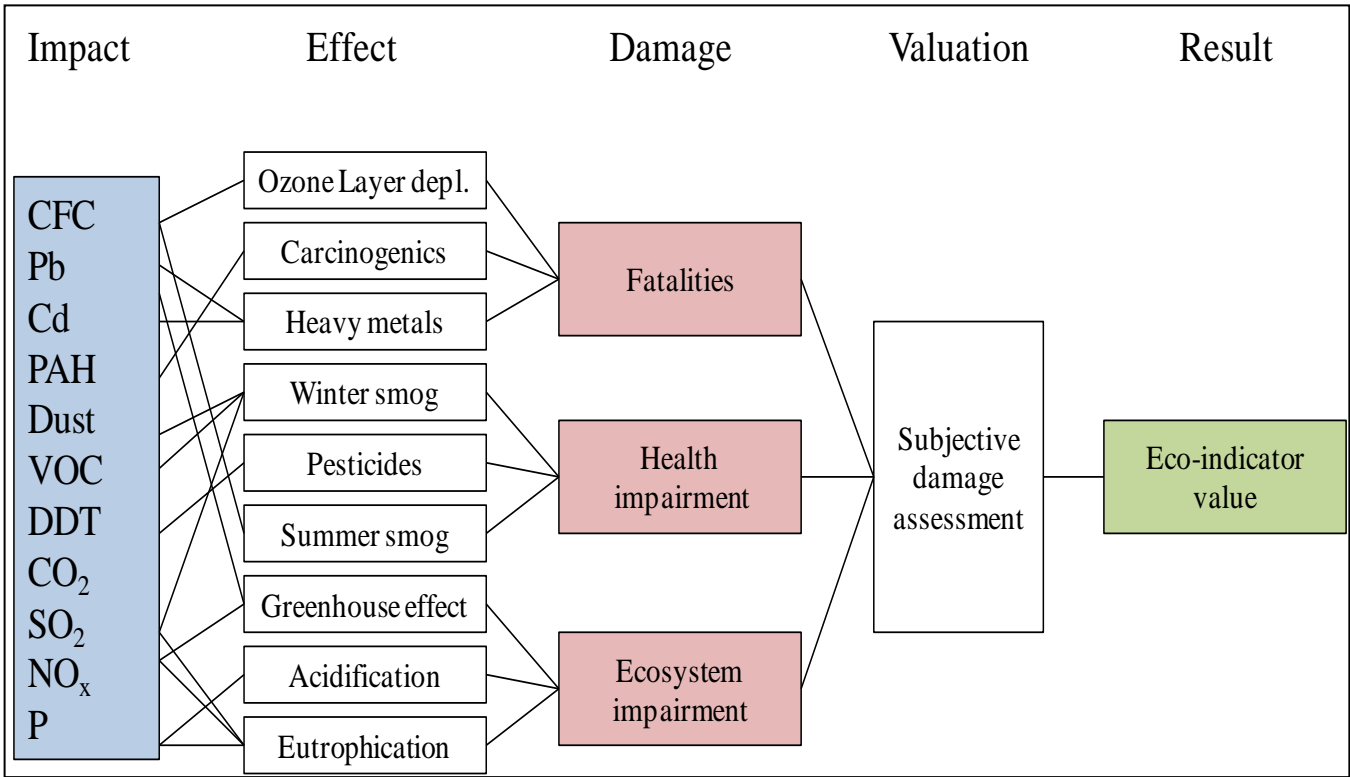 Impact Effect Damage Valuation Result
CFC
Pb
Cd
PAH
Dust
VOC
DDT
CO₂
SO₂
NOₓ
P
Ozone Layer depl.
Carcinogenics
Heavy metals
Winter smog
Pesticides
Summer smog
Greenhouse effect
Acidification
Eutrophication
Fatalities
Health
impairment
Ecosystem
impairment
Subjective
damage
assessment
Eco-indicator
value